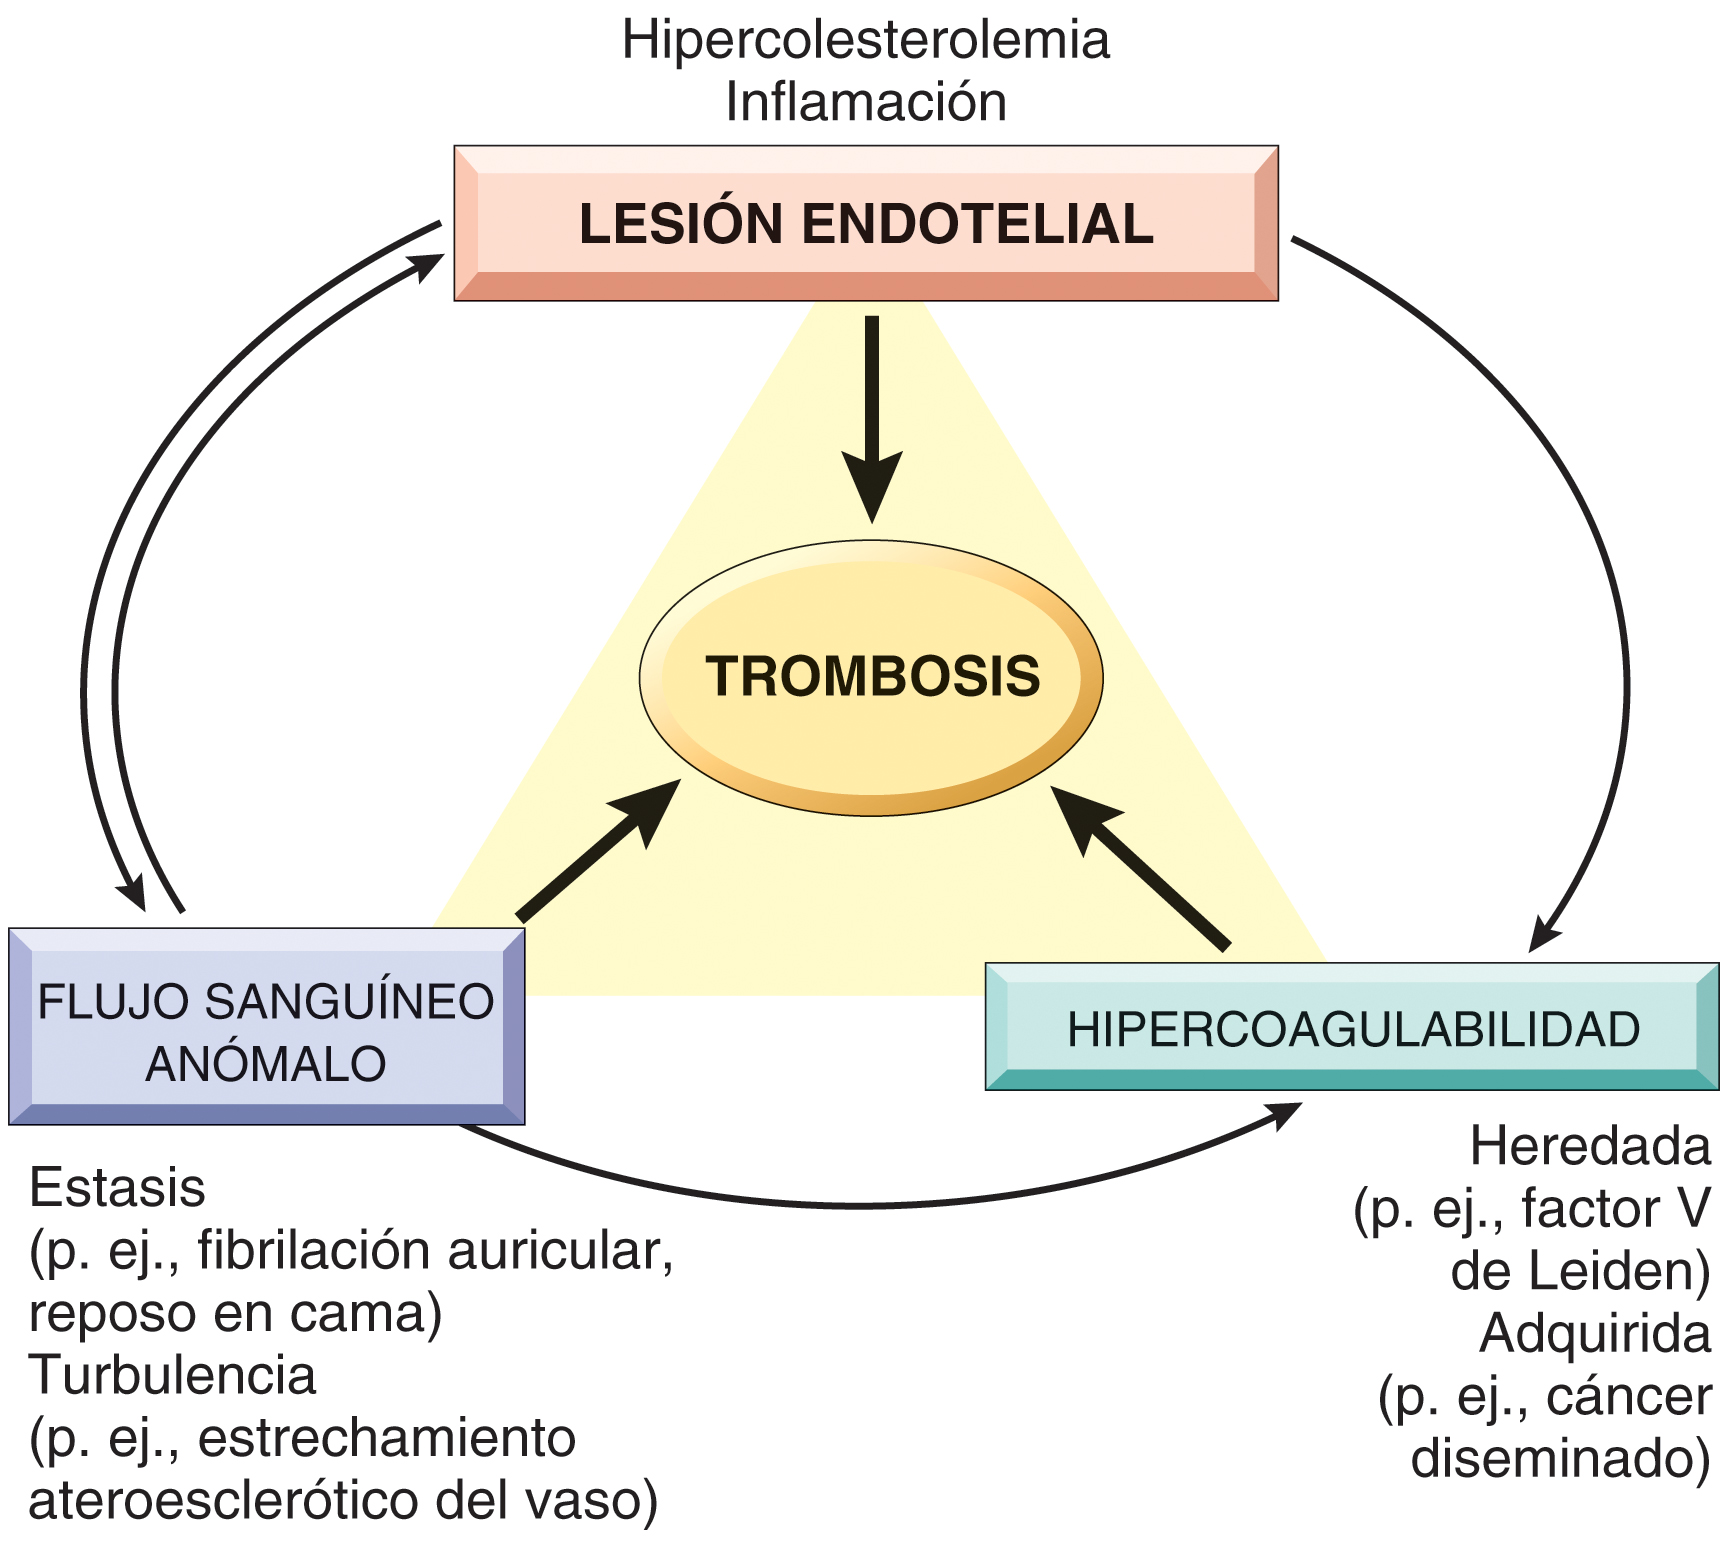 Hipercolesterolemia
Inflamación
LESIÓN ENDOTELIAL
TROMBOSIS
FLUJO SANGUÍNEO
ANÓMALO
HIPERCOAGULABILIDAD
Estasis
(p. ej., fibrilación auricular,
reposo en cama)
Turbulencia
(p. ej., estrechamiento
ateroesclerótico del vaso)
Heredada
(p. ej., factor V
de Leiden)
Adquirida
(p. ej., cáncer
diseminado)